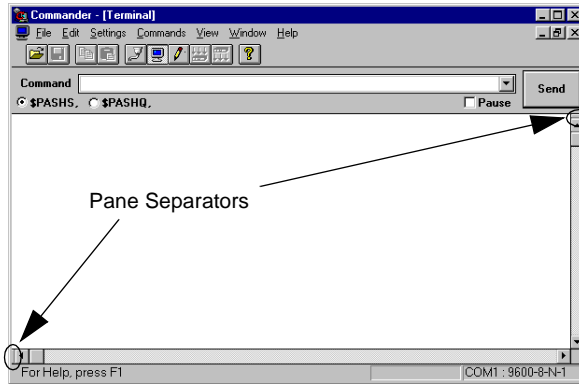 Commander - [Terminal]
File Edit Settings Commands View Window Help
Command
Send
$PASHS, $PASHQ, Pause
Pane Separators
For Help, press F1 COM1 : 9600-8-N-1